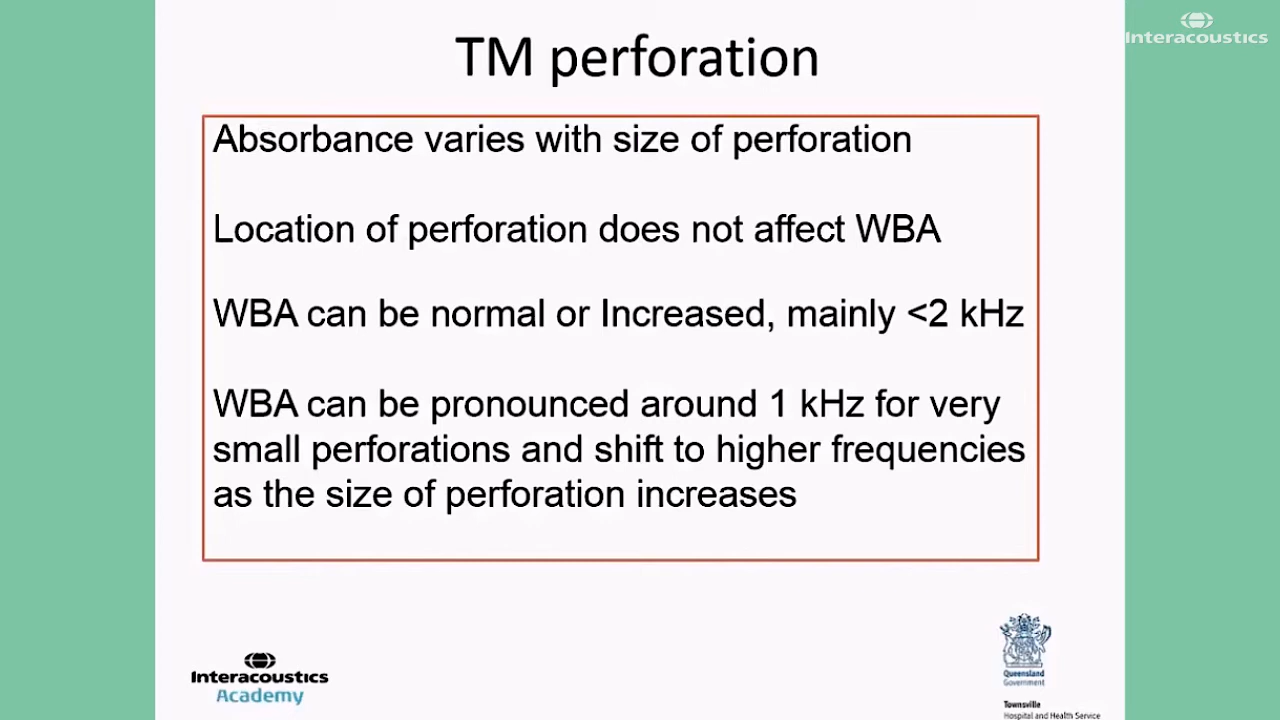 Interacoustics
TM perforation
Absorbance varies with size of perforation
Location of perforation does not affect WBA
WBA can be normal or Increased, mainly <2 kHz
WBA can be pronounced around 1 kHz for very
small perforations and shift to higher frequencies
as the size of perforation increases
Interacoustics
Academy
Queensland
Government
Townsville
Hospital and Health Service